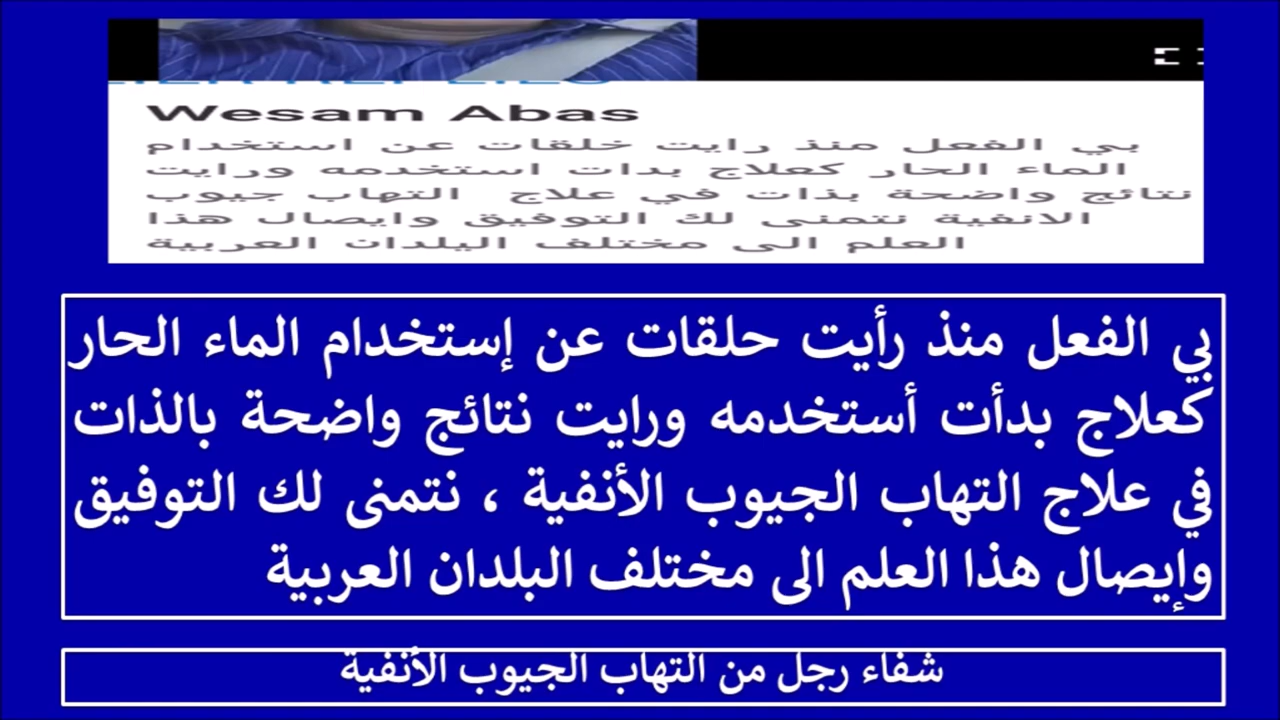 Wesam Abas
بي الفعل منذ رايت خلقات عن استخدام
الماء الحار كعلاج بدات استخدمه ورايت
نتائج واضحة بذات في علاج التهاب جيوب
الانفية نتمنى لك التوفيق وايصال هذا
العلم الى مختلف البلدان العربية
بي الفعل منذ رأيت حلقات عن إستخدام الماء الحار
كعلاج بدأت أستخدمه ورايت نتائج واضحة بالذات
في علاج التهاب الجيوب الأنفية ، نتمنى لك التوفيق
وإيصال هذا العلم الى مختلف البلدان العربية
شفاء رجل من التهاب الجيوب الأنفية